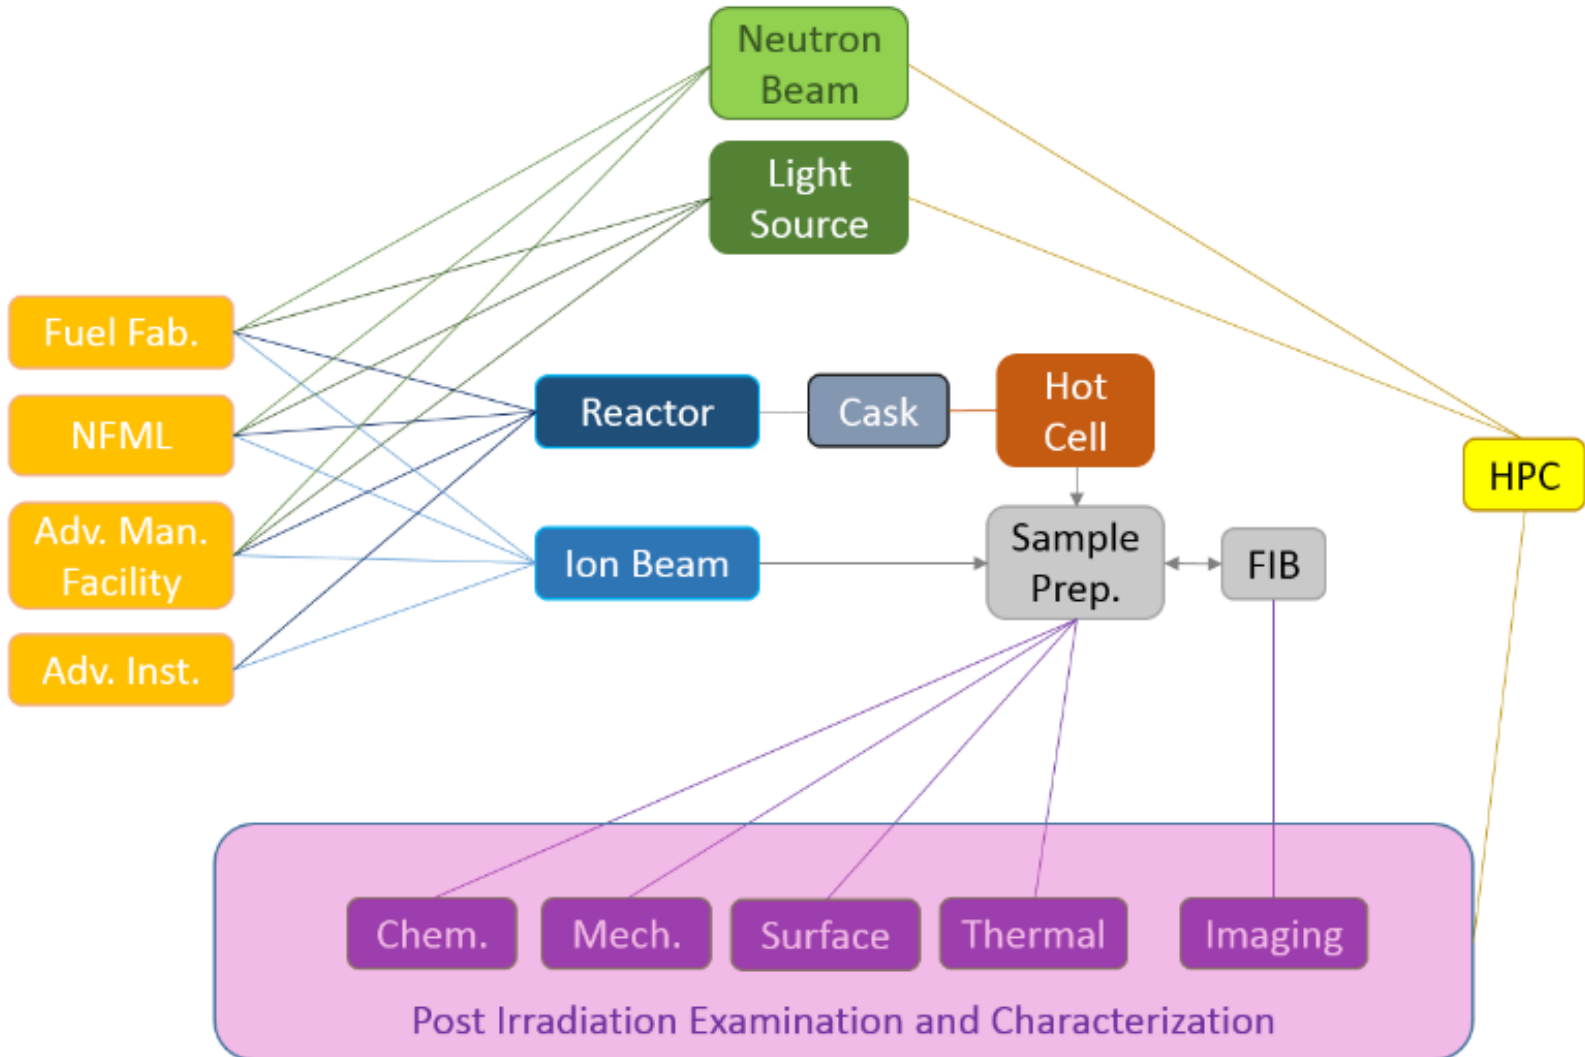 Neutron
Beam
Light
Source
Fuel Fab.
NFML
Adv. Man.
Facility
Adv. Inst.
Reactor
Cask
Hot
Cell
Ion Beam
Sample
Prep.
FIB
HPC
Chem.
Mech.
Surface
Thermal
Imaging
Post Irradiation Examination and Characterization